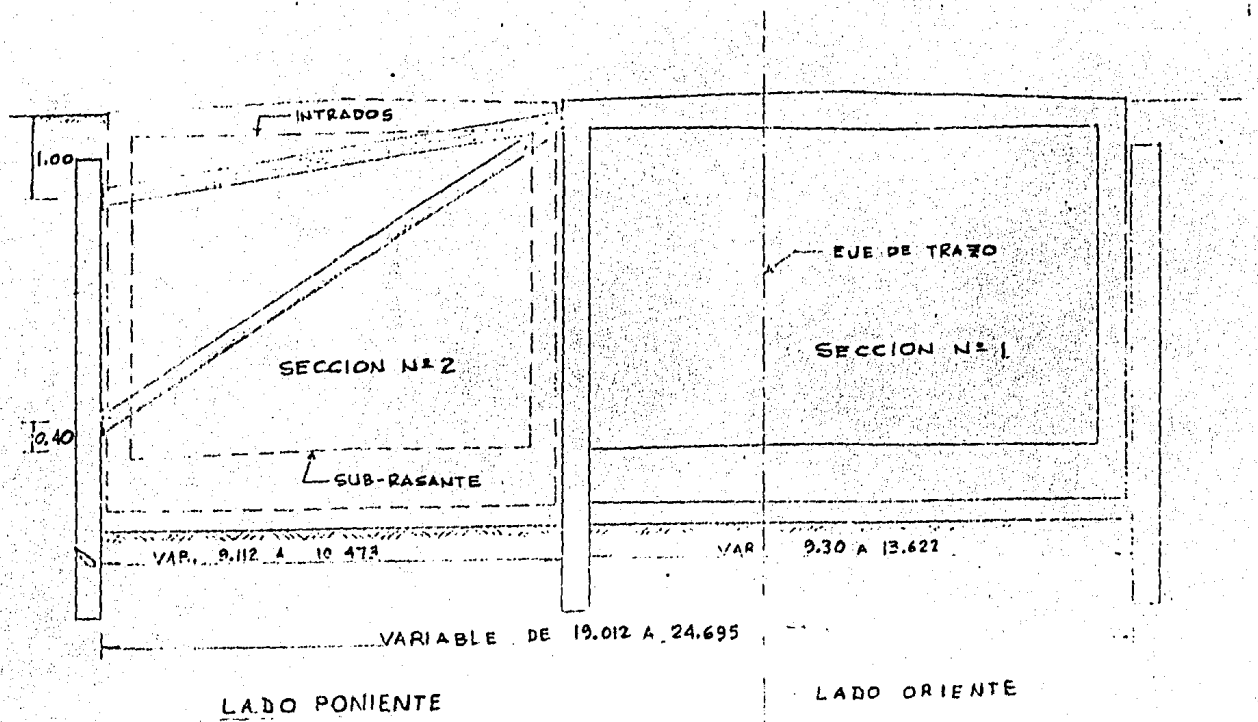 INTRADOS
1.00
EJE DE TRAZO
SECCION Nº 1
SECCION Nº 2
0.40
SUB-RASANTE
VAR. 9.112 A 10 473
VAR 9.30 A 13.622
VARIABLE DE 19.012 A 24.695
LADO PONIENTE
LADO ORIENTE